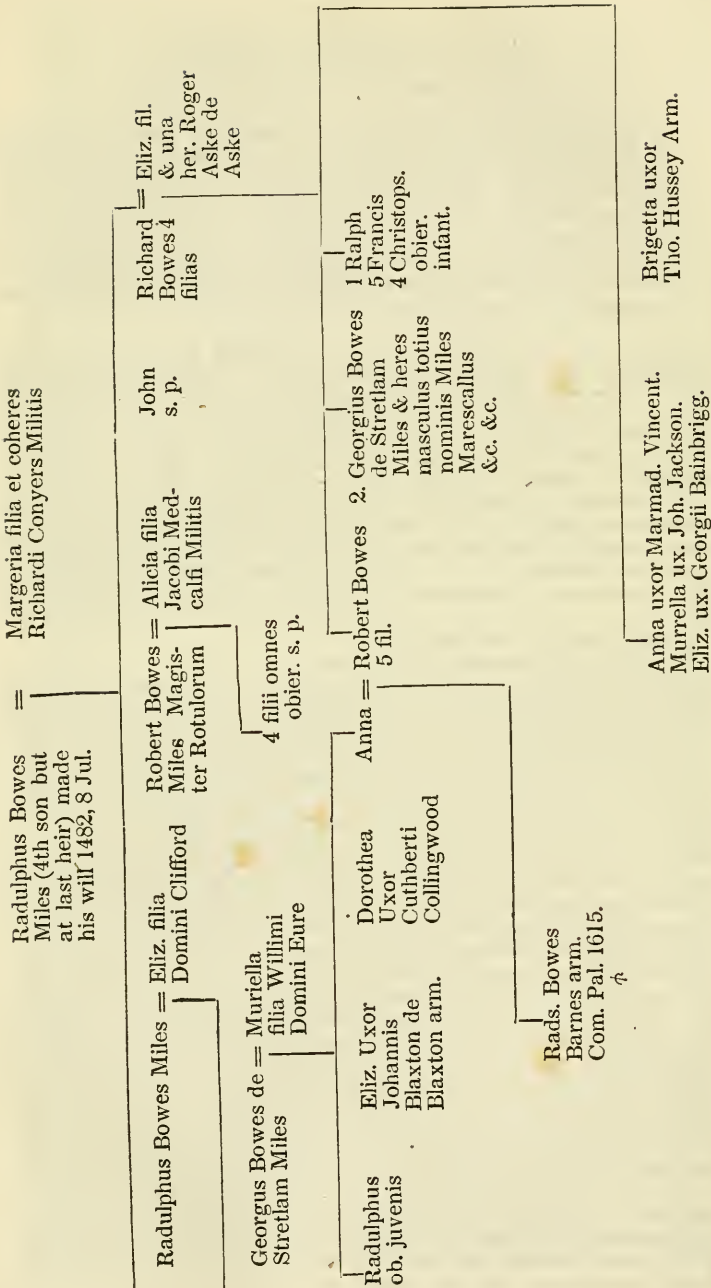 Radulphus Bowes
Miles (4th son but
at last heir) made
his will 1482, 8 Jul.
=
Margeria filia et coheres
Richardi Conyers Militis
Radulphus Bowes Miles = Eliz. filia
Domini Clifford
Robert Bowes = Alicia filia
Miles Magis- Jacobi Med-
ter Rotulorum calfi Militis
John
s. p.
Richard = Eliz. fil.
Bowes 4 & una
filias her. Roger
Aske de
Aske
Georgus Bowes de = Muriella
Stretlam Miles filia Willimi
Domini Eure
4 filii omnes
obier. s. p.
Radulphus
ob. juvenis
Eliz. Uxor
Johannis
Blaxton de
Blaxton arm.
Dorothea
Uxor
Cuthberti
Collingwood
Anna = Robert Bowes
5 fil.
2. Georgius Bowes
de Stretlam
Miles & heres
masculus totius
nominis Miles
Marescallus
&c. &c.
1 Ralph
5 Francis
4 Christops.
obier.
infant.
Rads. Bowes
Barnes arm.
Com. Pal. 1615.
Anna uxor Marmad. Vincent.
Murrella ux. Joh. Jackson.
Eliz. ux. Georgii Bainbrigg.
Brigetta uxor
Tho. Hussey Arm.